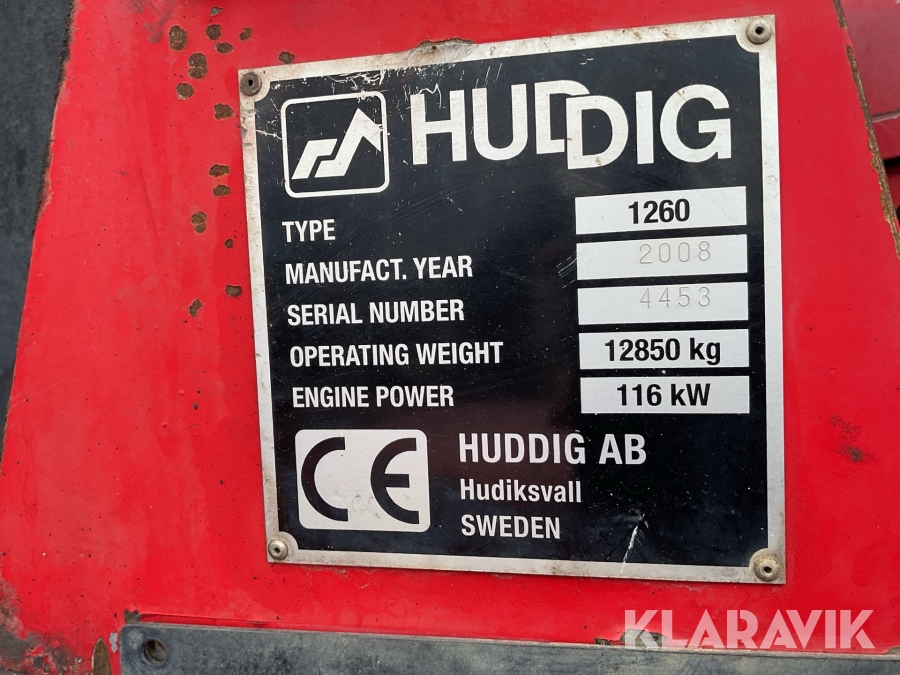 HUDDIG
TYPE 1260
MANUFACT. YEAR 2008
SERIAL NUMBER 4453
OPERATING WEIGHT 12850 kg
ENGINE POWER 116 kW
CE HUDDIG AB
Hudiksvall
SWEDEN
KLARAVIK